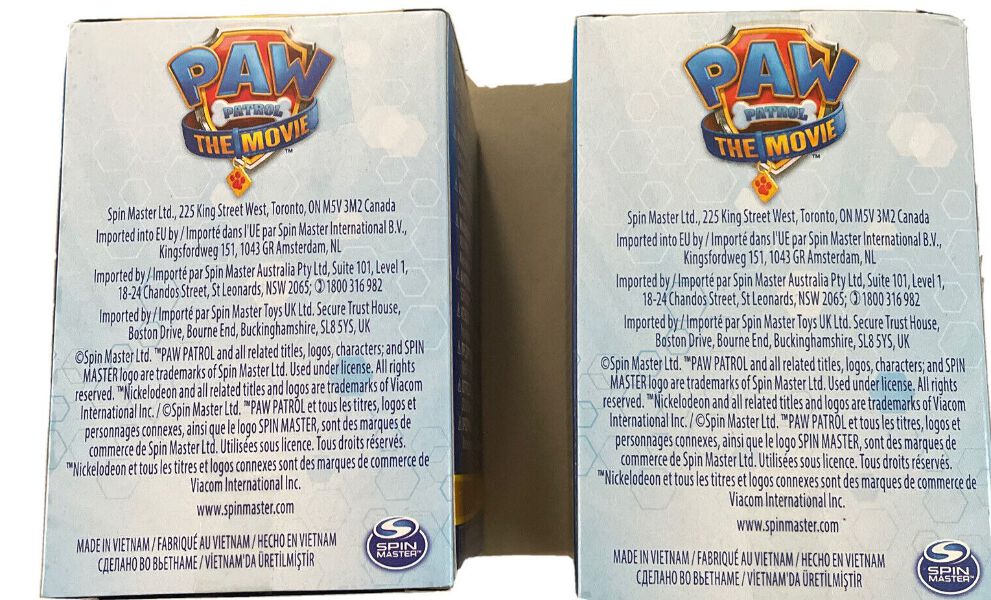 PAW
PATROL
THE MOVIE™
Spin Master Ltd., 225 King Street West, Toronto, ON M5V 3M2 Canada
Imported into EU by / Importé dans l'UE par Spin Master International B.V.,
Kingsfordweg 151, 1043 GR Amsterdam, NL
Imported by / Importé par Spin Master Australia Pty Ltd, Suite 101, Level 1,
18-24 Chandos Street, St Leonards, NSW 2065; 1800 316 982
Imported by / Importé par Spin Master Toys UK Ltd. Secure Trust House,
Boston Drive, Bourne End, Buckinghamshire, SL8 5YS, UK
©Spin Master Ltd. ™PAW PATROL and all related titles, logos, characters; and SPIN
MASTER logo are trademarks of Spin Master Ltd. Used under license. All rights
reserved. ™Nickelodeon and all related titles and logos are trademarks of Viacom
International Inc. / ©Spin Master Ltd. ™PAW PATROL et tous les titres, logos et
personnages connexes, ainsi que le logo SPIN MASTER, sont des marques de
commerce de Spin Master Ltd. Utilisées sous licence. Tous droits réservés.
™Nickelodeon et tous les titres et logos connexes sont des marques de commerce de
Viacom International Inc.
www.spinmaster.com
MADE IN VIETNAM / FABRIQUÉ AU VIETNAM / HECHO EN VIETNAM
СДЕЛАНО ВО ВЬЕТНАМЕ / VİETNAM'DA ÜRETİLMİŞTİR
SPIN
MASTER™
PAW
PATROL
THE MOVIE™
Spin Master Ltd., 225 King Street West, Toronto, ON M5V 3M2 Canada
Imported into EU by / Importé dans l'UE par Spin Master International B.V.,
Kingsfordweg 151, 1043 GR Amsterdam, NL
Imported by / Importé par Spin Master Australia Pty Ltd, Suite 101, Level 1,
18-24 Chandos Street, St Leonards, NSW 2065; 1800 316 982
Imported by / Importé par Spin Master Toys UK Ltd. Secure Trust House,
Boston Drive, Bourne End, Buckinghamshire, SL8 5YS, UK
©Spin Master Ltd. ™PAW PATROL and all related titles, logos, characters; and SPIN
MASTER logo are trademarks of Spin Master Ltd. Used under license. All rights
reserved. ™Nickelodeon and all related titles and logos are trademarks of Viacom
International Inc. / ©Spin Master Ltd. ™PAW PATROL et tous les titres, logos et
personnages connexes, ainsi que le logo SPIN MASTER, sont des marques de
commerce de Spin Master Ltd. Utilisées sous licence. Tous droits réservés.
™Nickelodeon et tous les titres et logos connexes sont des marques de commerce de
Viacom International Inc.
www.spinmaster.com
MADE IN VIETNAM / FABRIQUÉ AU VIETNAM / HECHO EN VIETNAM
СДЕЛАНО ВО ВЬЕТНАМЕ / VİETNAM'DA ÜRETİLMİŞTİR
SPIN
MASTER™